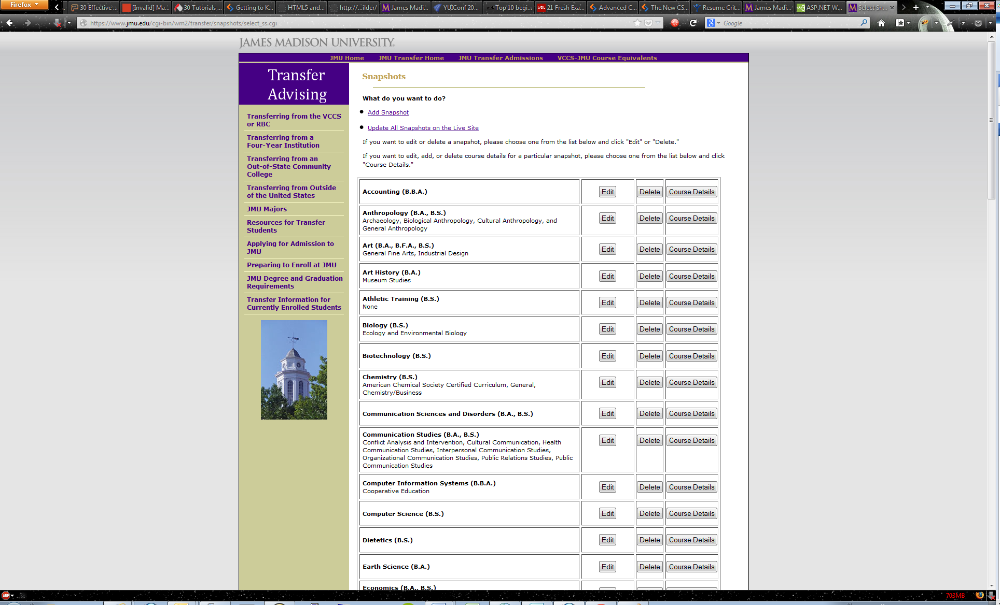 Firefox
30 Effective ...
[Invalid] Ma...
30 Tutorials ...
Getting to K...
HTML5 and...
http://...ilder/
James Madi...
YUIConf 20...
Top 10 begi...
WDL 21 Fresh Exa...
Advanced C...
The New CS...
Resume Crit...
James Madi...
ASP.NET W...
Select Sn...
https://www.jmu.edu/cgi-bin/wm2/transfer/snapshots/select_ss.cgi
Google
JAMES MADISON UNIVERSITY.
JMU Home JMU Transfer Home JMU Transfer Admissions VCCS-JMU Course Equivalents
Transfer
Advising
Transferring from the VCCS
or RBC
Transferring from a
Four-Year Institution
Transferring from an
Out-of-State Community
College
Transferring from Outside
of the United States
JMU Majors
Resources for Transfer
Students
Applying for Admission to
JMU
Preparing to Enroll at JMU
JMU Degree and Graduation
Requirements
Transfer Information for
Currently Enrolled Students
Snapshots
What do you want to do?
Add Snapshot
Update All Snapshots on the Live Site
If you want to edit or delete a snapshot, please choose one from the list below and click "Edit" or "Delete."
If you want to edit, add, or delete course details for a particular snapshot, please choose one from the list below and click
"Course Details."
Accounting (B.B.A.) Edit Delete Course Details
Anthropology (B.A., B.S.)
Archaeology, Biological Anthropology, Cultural Anthropology, and
General Anthropology
Edit Delete Course Details
Art (B.A., B.F.A., B.S.)
General Fine Arts, Industrial Design
Edit Delete Course Details
Art History (B.A.)
Museum Studies
Edit Delete Course Details
Athletic Training (B.S.)
None
Edit Delete Course Details
Biology (B.S.)
Ecology and Environmental Biology
Edit Delete Course Details
Biotechnology (B.S.) Edit Delete Course Details
Chemistry (B.S.)
American Chemical Society Certified Curriculum, General,
Chemistry/Business
Edit Delete Course Details
Communication Sciences and Disorders (B.A., B.S.) Edit Delete Course Details
Communication Studies (B.A., B.S.)
Conflict Analysis and Intervention, Cultural Communication, Health
Communication Studies, Interpersonal Communication Studies,
Organizational Communication Studies, Public Relations Studies, Public
Communication Studies
Edit Delete Course Details
Computer Information Systems (B.B.A.)
Cooperative Education
Edit Delete Course Details
Computer Science (B.S.) Edit Delete Course Details
Dietetics (B.S.) Edit Delete Course Details
Earth Science (B.A.) Edit Delete Course Details
Economics (B.A., B.S.)
ABP
703MB